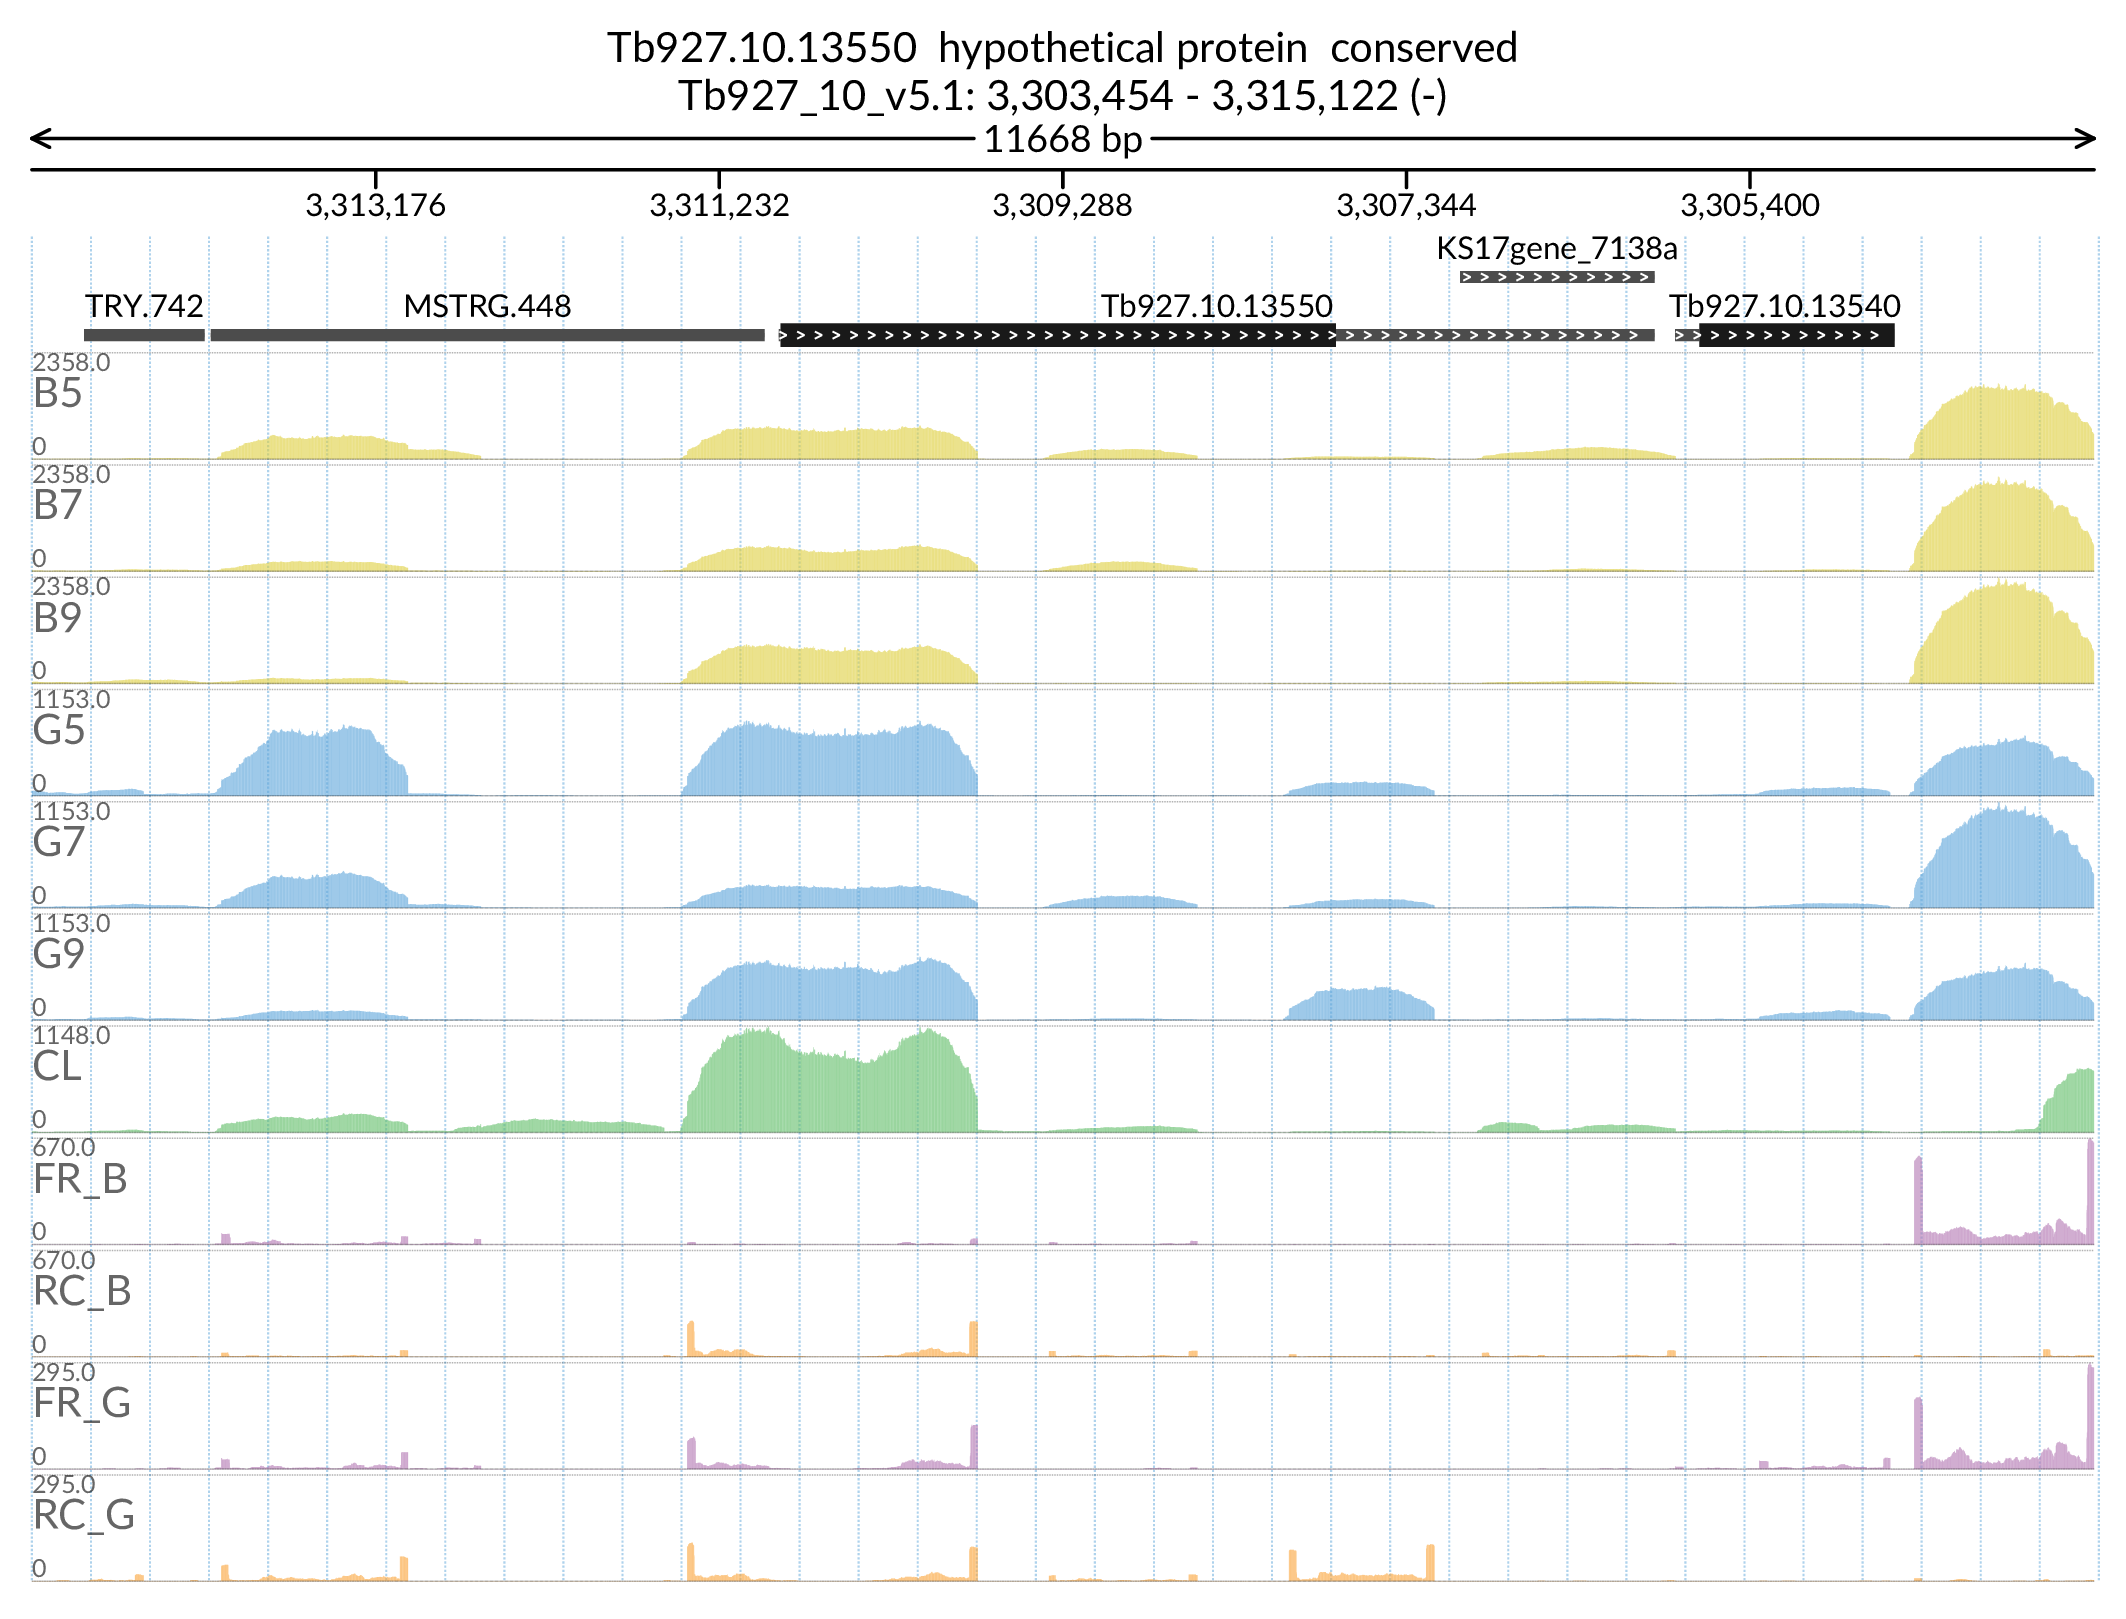 Tb927.10.13550  hypothetical protein  conserved
Tb927_10_v5.1: 3,303,454 - 3,315,122 (-)
11668 bp
3,313,176 3,311,232 3,309,288 3,307,344 3,305,400
KS17gene_7138a
TRY.742 MSTRG.448 Tb927.10.13550 Tb927.10.13540
2358.0
B5
0
2358.0
B7
0
2358.0
B9
0
1153.0
G5
0
1153.0
G7
0
1153.0
G9
0
1148.0
CL
0
670.0
FR_B
0
670.0
RC_B
0
295.0
FR_G
0
295.0
RC_G
0